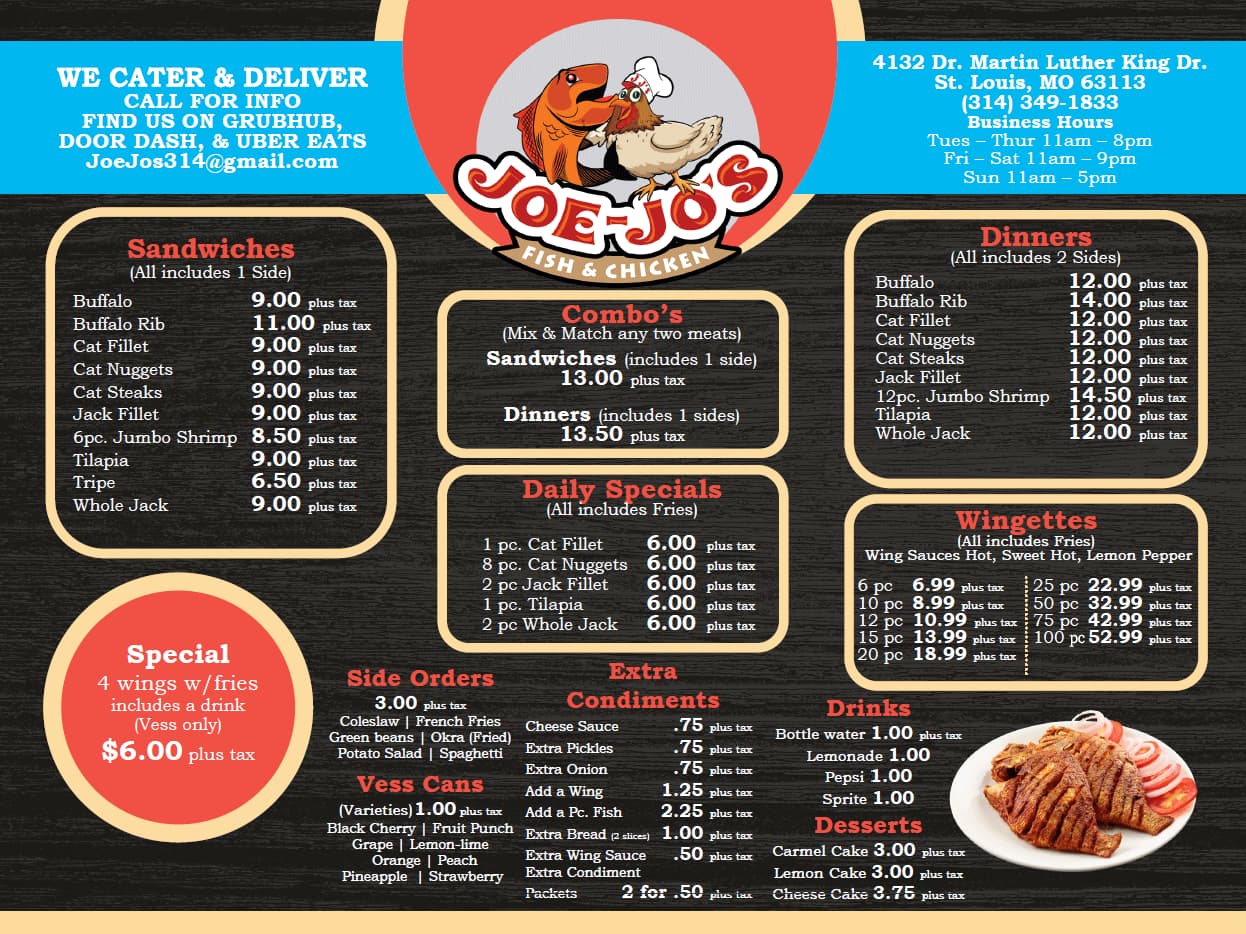 WE CATER & DELIVER
CALL FOR INFO
FIND US ON GRUBHUB,
DOOR DASH, & UBER EATS
JoeJos314@gmail.com
JJ'S
JOE-JO'S
FISH & CHICKEN
4132 Dr. Martin Luther King Dr.
St. Louis, MO 63113
(314) 349-1833
Business Hours
Tues – Thur 11am – 8pm
Fri – Sat 11am – 9pm
Sun 11am – 5pm
Sandwiches
(All includes 1 Side)
Buffalo 9.00 plus tax
Buffalo Rib 11.00 plus tax
Cat Fillet 9.00 plus tax
Cat Nuggets 9.00 plus tax
Cat Steaks 9.00 plus tax
Jack Fillet 9.00 plus tax
6pc. Jumbo Shrimp 8.50 plus tax
Tilapia 9.00 plus tax
Tripe 6.50 plus tax
Whole Jack 9.00 plus tax
Combo's
(Mix & Match any two meats)
Sandwiches (includes 1 side)
13.00 plus tax
Dinners (includes 1 sides)
13.50 plus tax
Dinners
(All includes 2 Sides)
Buffalo 12.00 plus tax
Buffalo Rib 14.00 plus tax
Cat Fillet 12.00 plus tax
Cat Nuggets 12.00 plus tax
Cat Steaks 12.00 plus tax
Jack Fillet 12.00 plus tax
12pc. Jumbo Shrimp 14.50 plus tax
Tilapia 12.00 plus tax
Whole Jack 12.00 plus tax
Daily Specials
(All includes Fries)
1 pc. Cat Fillet 6.00 plus tax
8 pc. Cat Nuggets 6.00 plus tax
2 pc Jack Fillet 6.00 plus tax
1 pc. Tilapia 6.00 plus tax
2 pc Whole Jack 6.00 plus tax
Wingettes
(All includes Fries)
Wing Sauces Hot, Sweet Hot, Lemon Pepper
6 pc 6.99 plus tax
10 pc 8.99 plus tax
12 pc 10.99 plus tax
15 pc 13.99 plus tax
20 pc 18.99 plus tax
25 pc 22.99 plus tax
50 pc 32.99 plus tax
75 pc 42.99 plus tax
100 pc 52.99 plus tax
Special
4 wings w/fries
includes a drink
(Vess only)
$6.00 plus tax
Side Orders
3.00 plus tax
Coleslaw | French Fries
Green beans | Okra (Fried)
Potato Salad | Spaghetti
Vess Cans
(Varieties) 1.00 plus tax
Black Cherry | Fruit Punch
Grape | Lemon-lime
Orange | Peach
Pineapple | Strawberry
Extra
Condiments
Cheese Sauce .75 plus tax
Extra Pickles .75 plus tax
Extra Onion .75 plus tax
Add a Wing 1.25 plus tax
Add a Pc. Fish 2.25 plus tax
Extra Bread (2 slices) 1.00 plus tax
Extra Wing Sauce .50 plus tax
Extra Condiment
Packets 2 for .50 plus tax
Drinks
Bottle water 1.00 plus tax
Lemonade 1.00
Pepsi 1.00
Sprite 1.00
Desserts
Carmel Cake 3.00 plus tax
Lemon Cake 3.00 plus tax
Cheese Cake 3.75 plus tax